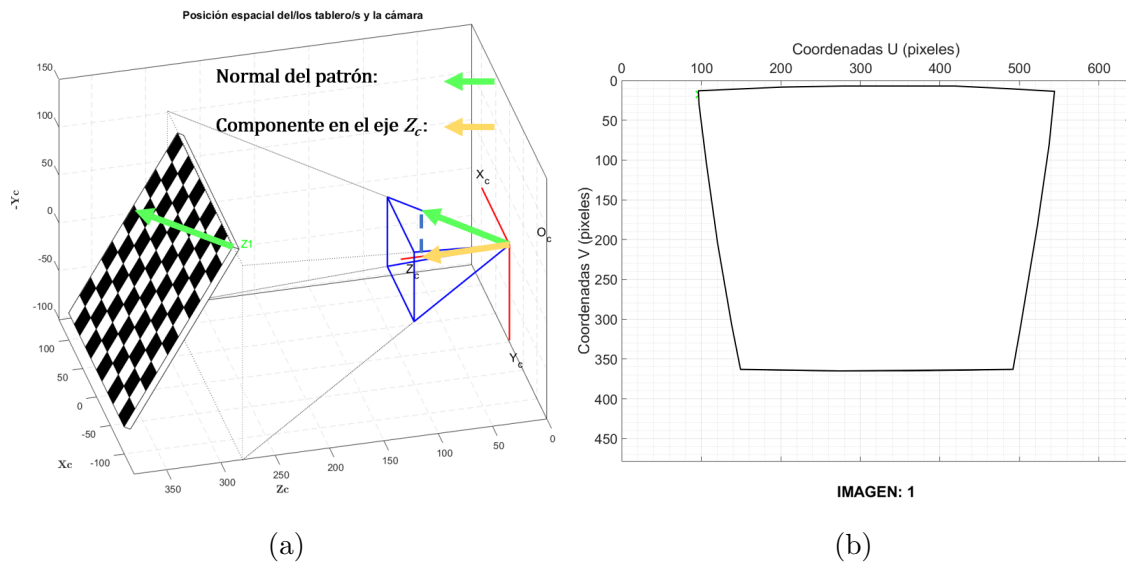 Posición espacial del/los tablero/s y la cámara
Normal del patrón:
Componente en el eje Zc:
150
100
50
0
-50
-100
-Yc
100
50
0
-50
-100
Xc
350
300
250
200
150
100
50
0
Zc
Z1
Xc
Oc
Zc
Yc
(a)
Coordenadas U (pixeles)
0 100 200 300 400 500 600
0
50
100
150
200
250
300
350
400
450
Coordenadas V (pixeles)
IMAGEN: 1
(b)